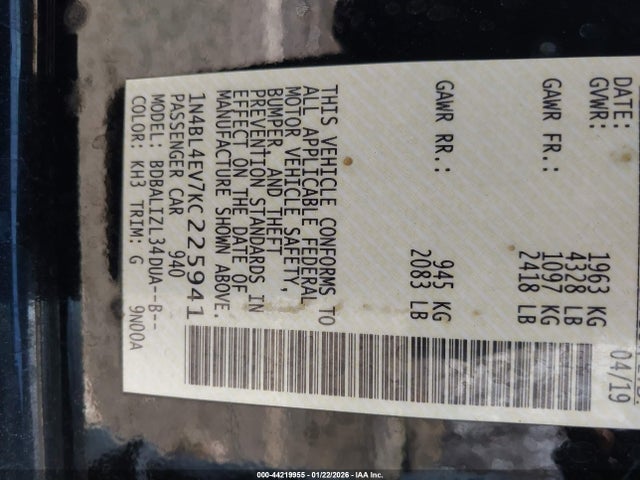 DATE: 04/19
GVWR: 1963 KG
4328 LB
GAWR FR.: 1097 KG
2418 LB
GAWR RR.: 945 KG
2083 LB
THIS VEHICLE CONFORMS TO
ALL APPLICABLE FEDERAL
MOTOR VEHICLE SAFETY,
BUMPER, AND THEFT
PREVENTION STANDARDS IN
EFFECT ON THE DATE OF
MANUFACTURE SHOWN ABOVE.
1N4BL4EV7KC225941
PASSENGER CAR 940
MODEL: BDBALIZL34DUA--B--
COLOR: KH3 TRIM: G 9N00A
000-44219955 | 01/22/2026 - IAA Inc.